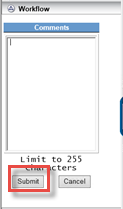 Workflow
Comments
Limit to 255
characters
Submit
Cancel